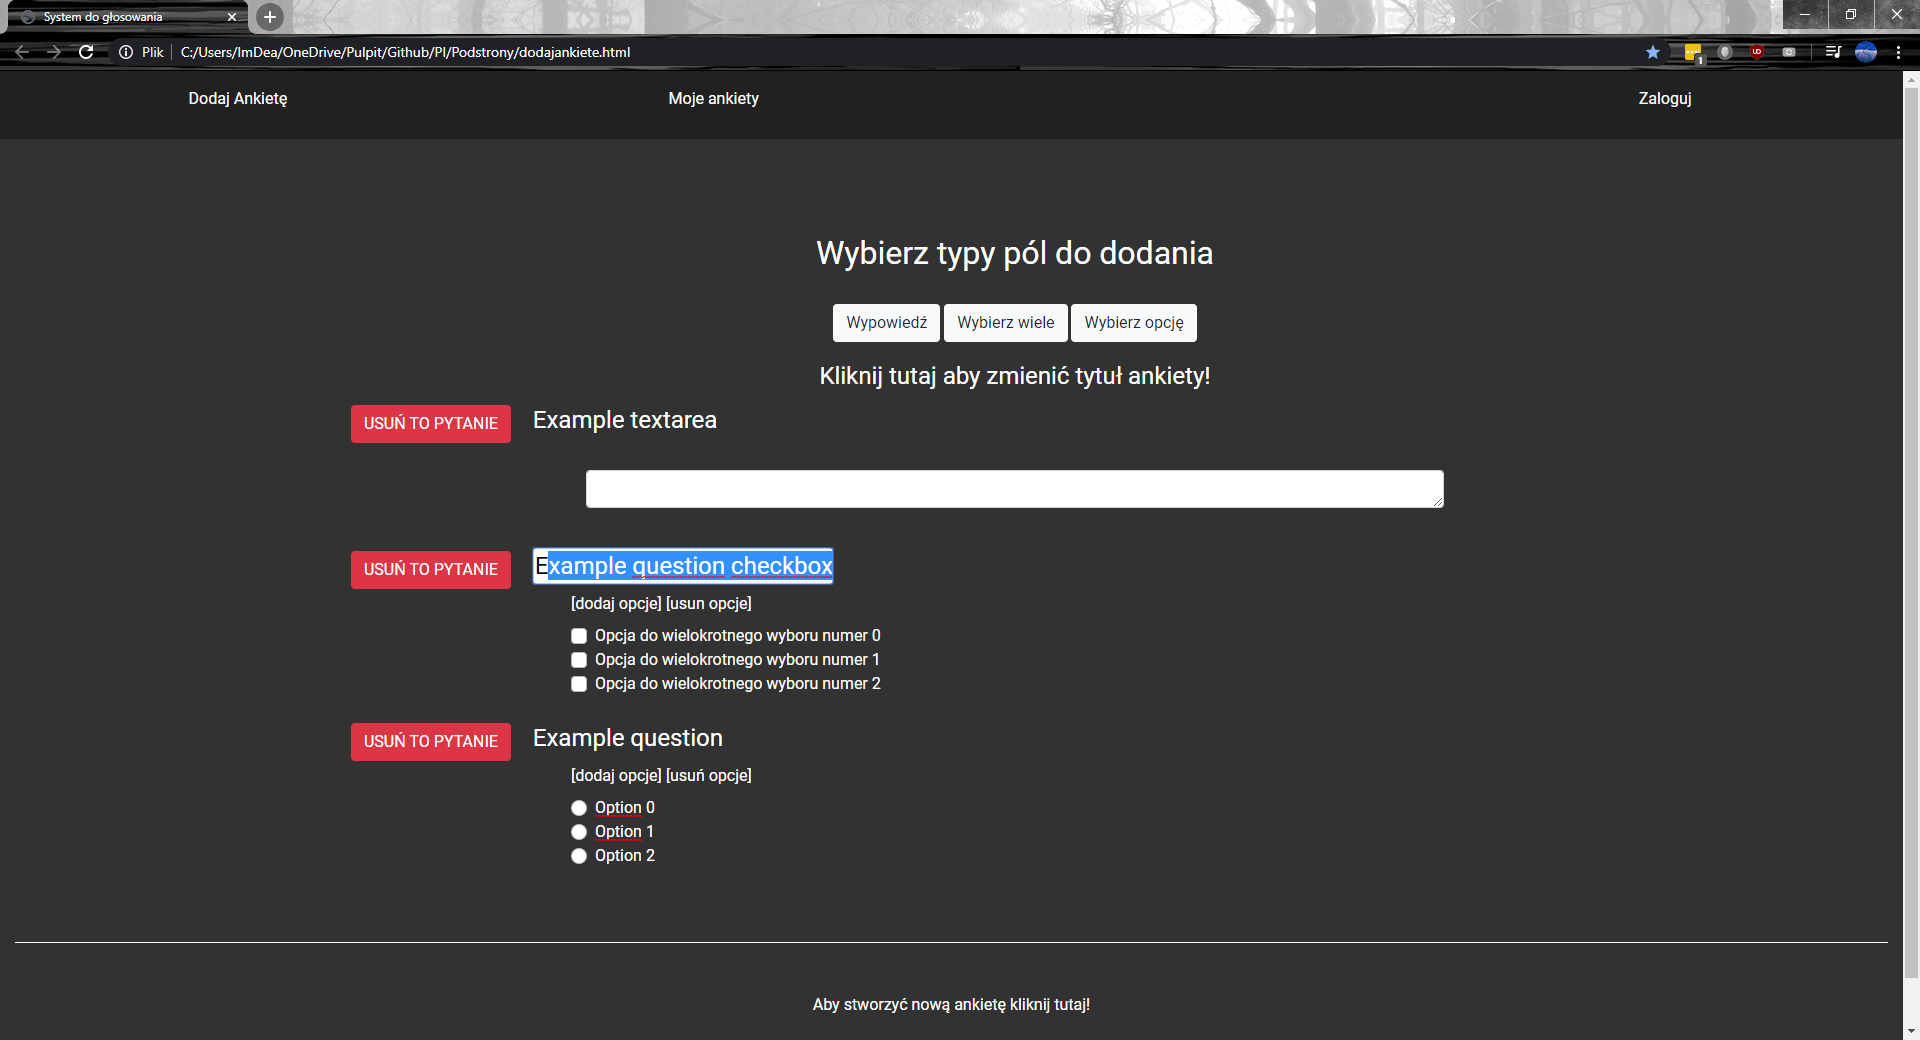 System do głosowania
Plik C:/Users/ImDea/OneDrive/Pulpit/Github/PI/Podstrony/dodajankiete.html
1
Dodaj Ankietę Moje ankiety Zaloguj
Wybierz typy pól do dodania
Wypowiedź Wybierz wiele Wybierz opcję
Kliknij tutaj aby zmienić tytuł ankiety!
USUŃ TO PYTANIE Example textarea
USUŃ TO PYTANIE Example question checkbox
[dodaj opcje] [usun opcje]
Opcja do wielokrotnego wyboru numer 0
Opcja do wielokrotnego wyboru numer 1
Opcja do wielokrotnego wyboru numer 2
USUŃ TO PYTANIE Example question
[dodaj opcje] [usuń opcje]
Option 0
Option 1
Option 2
Aby stworzyć nową ankietę kliknij tutaj!